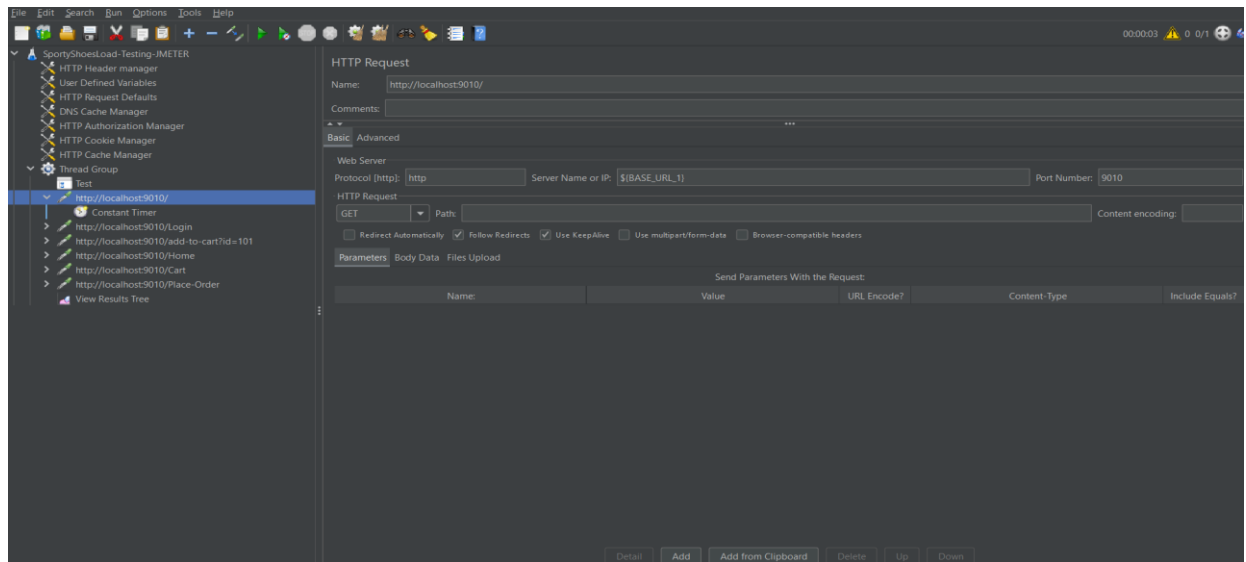 File Edit Search Run Options Tools Help
00:00:03 0 0/1
SportyShoesLoad-Testing-JMETER
HTTP Header manager
User Defined Variables
HTTP Request Defaults
DNS Cache Manager
HTTP Authorization Manager
HTTP Cookie Manager
HTTP Cache Manager
Thread Group
Test
http://localhost:9010/
Constant Timer
http://localhost:9010/Login
http://localhost:9010/add-to-cart?id=101
http://localhost:9010/Home
http://localhost:9010/Cart
http://localhost:9010/Place-Order
View Results Tree
HTTP Request
Name: http://localhost:9010/
Comments:
Basic Advanced
Web Server
Protocol [http]: http Server Name or IP: ${BASE_URL_1} Port Number: 9010
HTTP Request
GET Path: Content encoding:
Redirect Automatically Follow Redirects Use KeepAlive Use multipart/form-data Browser-compatible headers
Parameters Body Data Files Upload
Send Parameters With the Request:
Name: Value URL Encode? Content-Type Include Equals?
Detail Add Add from Clipboard Delete Up Down